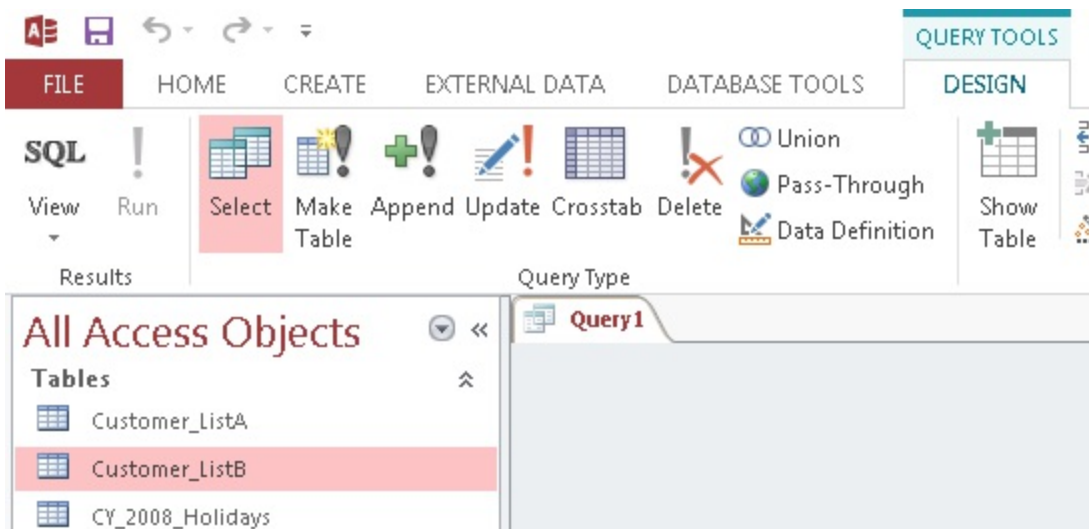 QUERY TOOLS
FILE HOME CREATE EXTERNAL DATA DATABASE TOOLS DESIGN
SQL
View
Run
Select
Make
Table
Append
Update
Crosstab
Delete
Union
Pass-Through
Data Definition
Show
Table
Results
Query Type
All Access Objects
Query1
Tables
Customer_ListA
Customer_ListB
CY_2008_Holidays